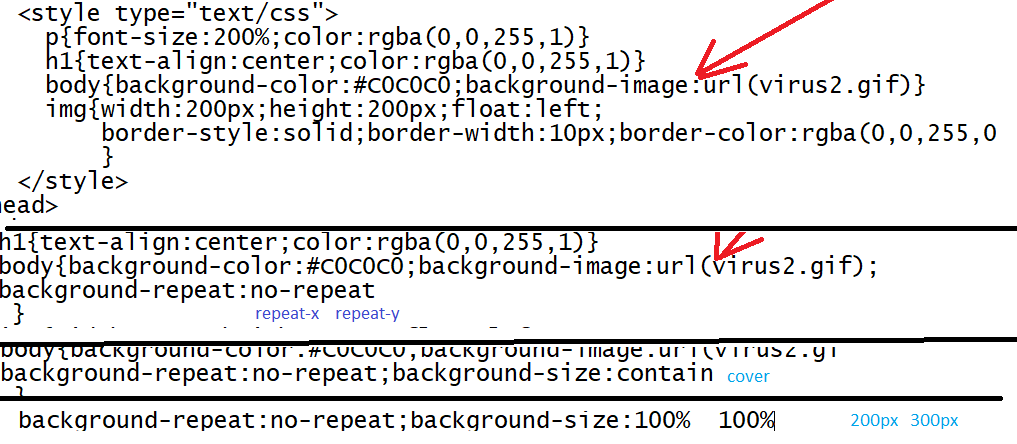 <style type="text/css">
p{font-size:200%;color:rgba(0,0,255,1)}
h1{text-align:center;color:rgba(0,0,255,1)}
body{background-color:#C0C0C0;background-image:url(virus2.gif)}
img{width:200px;height:200px;float:left;
border-style:solid;border-width:10px;border-color:rgba(0,0,255,0
}
</style>
head>
h1{text-align:center;color:rgba(0,0,255,1)}
body{background-color:#C0C0C0;background-image:url(virus2.gif);
background-repeat:no-repeat
} repeat-x repeat-y
body{background-color:#C0C0C0;background-image:url(virus2.gi
background-repeat:no-repeat;background-size:contain cover
background-repeat:no-repeat;background-size:100% 100% 200px 300px